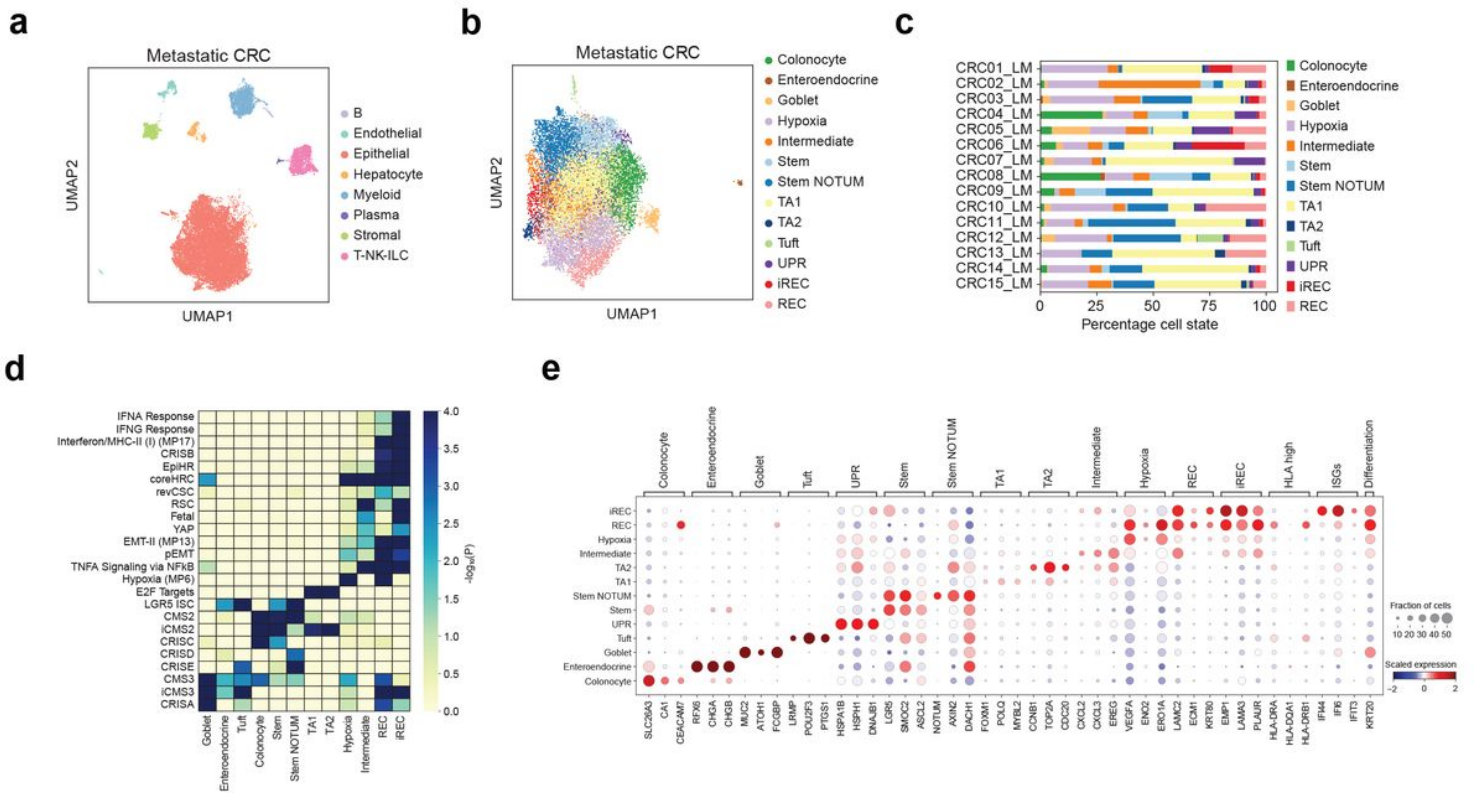 a
Metastatic CRC
UMAP2
UMAP1
B
Endothelial
Epithelial
Hepatocyte
Myeloid
Plasma
Stromal
T-NK-ILC
b
Metastatic CRC
UMAP2
UMAP1
Colonocyte
Enteroendocrine
Goblet
Hypoxia
Intermediate
Stem
Stem NOTUM
TA1
TA2
Tuft
UPR
iREC
REC
c
CRC01_LM
CRC02_LM
CRC03_LM
CRC04_LM
CRC05_LM
CRC06_LM
CRC07_LM
CRC08_LM
CRC09_LM
CRC10_LM
CRC11_LM
CRC12_LM
CRC13_LM
CRC14_LM
CRC15_LM
0 25 50 75 100
Percentage cell state
Colonocyte
Enteroendocrine
Goblet
Hypoxia
Intermediate
Stem
Stem NOTUM
TA1
TA2
Tuft
UPR
iREC
REC
d
IFNA Response
IFNG Response
Interferon/MHC-II (I) (MP17)
CRISB
EpiHR
coreHRC
revCSC
RSC
Fetal
YAP
EMT-II (MP13)
pEMT
TNFA Signaling via NFkB
Hypoxia (MP6)
E2F Targets
LGR5 ISC
CMS2
iCMS2
CRISC
CRISD
CRISE
CMS3
iCMS3
CRISA
Goblet
Enteroendocrine
Tuft
Colonocyte
Stem
Stem NOTUM
TA1
TA2
Hypoxia
Intermediate
REC
iREC
4.0
3.5
3.0
2.5
2.0
1.5
1.0
0.5
0.0
-log₁₀(P)
e
Colonocyte
Enteroendocrine
Goblet
Tuft
UPR
Stem
Stem NOTUM
TA1
TA2
Intermediate
Hypoxia
REC
iREC
HLA high
ISGs
Differentiation
iREC
REC
Hypoxia
Intermediate
TA2
TA1
Stem NOTUM
Stem
UPR
Tuft
Goblet
Enteroendocrine
Colonocyte
SLC26A3
CA1
CEACAM7
RFX6
CHGA
CHGB
MUC2
ATOH1
FCGBP
LRMP
POU2F3
PTGS1
HSPA1B
HSPH1
DNAJB1
LGR5
SMOC2
ASCL2
NOTUM
AXIN2
DACH1
FOXM1
POLQ
MYBL2
CCNB1
TOP2A
CDC20
CXCL2
CXCL3
EREG
VEGFA
ENO2
ERO1A
LAMC2
ECM1
KRT80
EMP1
LAMA3
PLAUR
HLA-DRA
HLA-DQA1
HLA-DRB1
IFI44
IFI6
IFIT3
KRT20
Fraction of cells
10 20 30 40 50
Scaled expression
−2 0 2